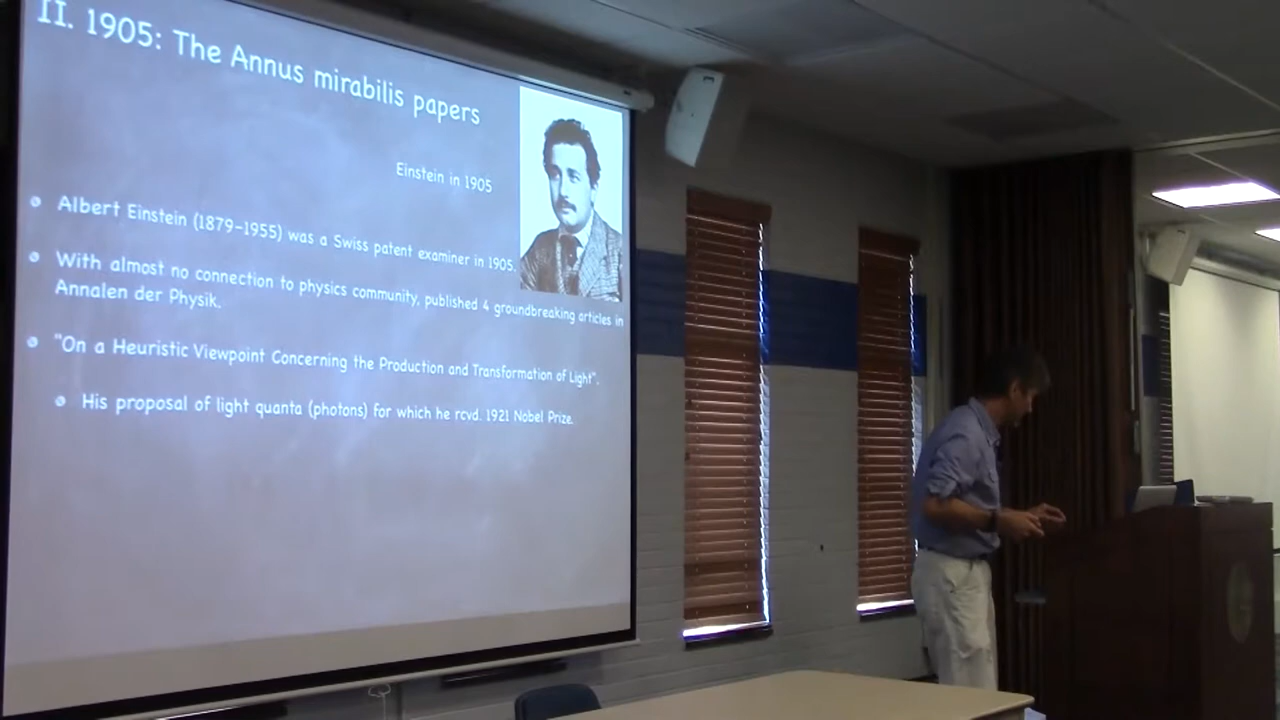 II. 1905: The Annus mirabilis papers
Einstein in 1905
Albert Einstein (1879-1955) was a Swiss patent examiner in 1905.
With almost no connection to physics community, published 4 groundbreaking articles in
Annalen der Physik.
"On a Heuristic Viewpoint Concerning the Production and Transformation of Light".
His proposal of light quanta (photons) for which he rcvd. 1921 Nobel Prize.